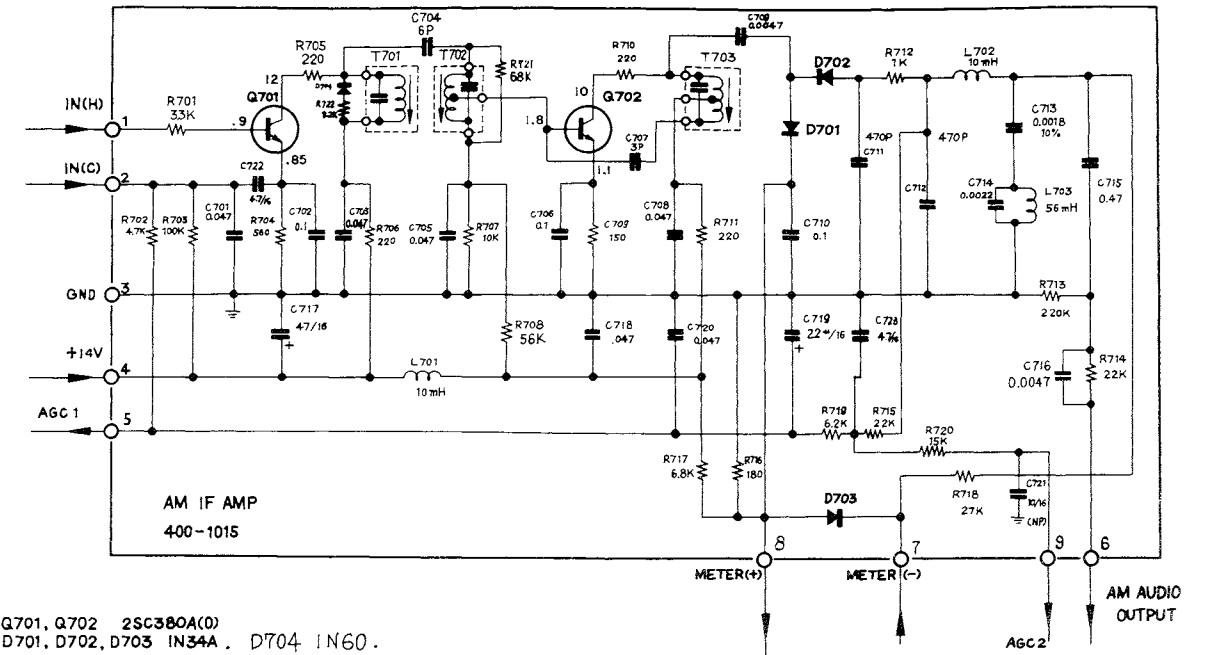 C704
6P
C709
0.0047
R705
220
T701
T702
R721
68K
R710
220
T703
D702
R712
1K
L702
10mH
12
D704
R722
10
IN(H)
1
R701
33K
.9
Q701
Q702
1.8
D701
C713
0.0018
10%
470P
C711
470P
C707
3P
IN(C)
2
.85
1.1
C722
4.7/16
C712
C714
0.0022
L703
56mH
C715
0.47
R702
4.7K
R703
100K
C701
0.047
R704
560
C702
0.1
C703
0.047
R706
220
C705
0.047
R707
10K
C706
0.1
C709
150
C708
0.047
R711
220
C710
0.1
GND
3
R713
220K
C717
47/16
+
R708
56K
C718
.047
C720
0.047
C719
22/16
+
C723
+14V
4
L701
10mH
C716
0.0047
R714
22K
AGC 1
5
R719
6.2K
R715
22K
R720
15K
R717
6.8K
R716
180
R718
27K
C721
10/16
(NP)
D703
AM IF AMP
400-1015
8
7
9
6
METER(+)
METER(-)
AM AUDIO
OUTPUT
AGC2
Q701, Q702 2SC380A(O)
D701, D702, D703 IN34A. D704 IN60.